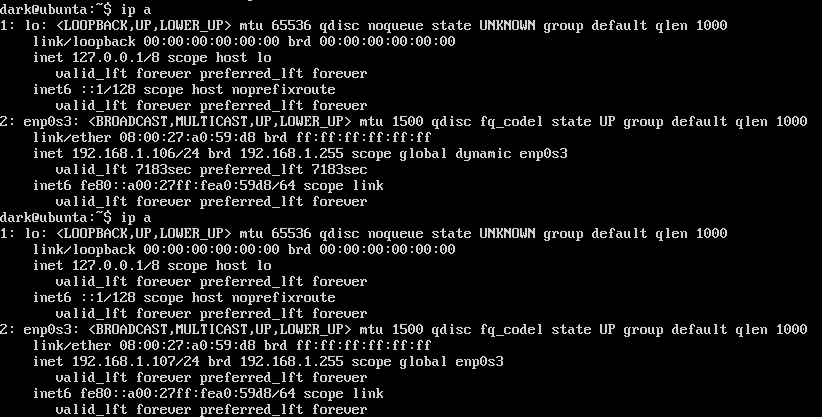 dark@ubuntu:~$ ip a
1: lo: <LOOPBACK,UP,LOWER_UP> mtu 65536 qdisc noqueue state UNKNOWN group default qlen 1000
    link/loopback 00:00:00:00:00:00 brd 00:00:00:00:00:00
    inet 127.0.0.1/8 scope host lo
       valid_lft forever preferred_lft forever
    inet6 ::1/128 scope host noprefixroute
       valid_lft forever preferred_lft forever
2: enp0s3: <BROADCAST,MULTICAST,UP,LOWER_UP> mtu 1500 qdisc fq_codel state UP group default qlen 1000
    link/ether 08:00:27:a0:59:d8 brd ff:ff:ff:ff:ff:ff
    inet 192.168.1.106/24 brd 192.168.1.255 scope global dynamic enp0s3
       valid_lft 7183sec preferred_lft 7183sec
    inet6 fe80::a00:27ff:fea0:59d8/64 scope link
       valid_lft forever preferred_lft forever
dark@ubunta:~$ ip a
1: lo: <LOOPBACK,UP,LOWER_UP> mtu 65536 qdisc noqueue state UNKNOWN group default qlen 1000
    link/loopback 00:00:00:00:00:00 brd 00:00:00:00:00:00
    inet 127.0.0.1/8 scope host lo
       valid_lft forever preferred_lft forever
    inet6 ::1/128 scope host noprefixroute
       valid_lft forever preferred_lft forever
2: enp0s3: <BROADCAST,MULTICAST,UP,LOWER_UP> mtu 1500 qdisc fq_codel state UP group default qlen 1000
    link/ether 08:00:27:a0:59:d8 brd ff:ff:ff:ff:ff:ff
    inet 192.168.1.107/24 brd 192.168.1.255 scope global enp0s3
       valid_lft forever preferred_lft forever
    inet6 fe80::a00:27ff:fea0:59d8/64 scope link
       valid_lft forever preferred_lft forever